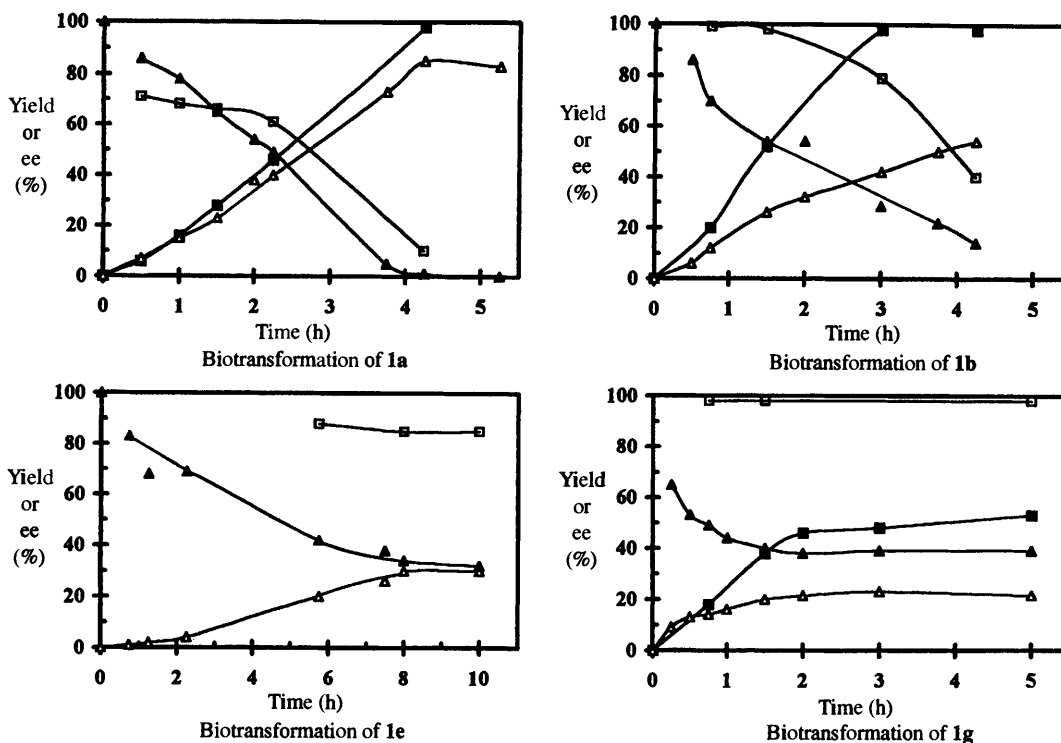 100
80
60
40
20
0
Yield
or
ee
(%)
0 1 2 3 4 5
Time (h)
Biotransformation of 1a
100
80
60
40
20
0
Yield
or
ee
(%)
0 1 2 3 4 5
Time (h)
Biotransformation of 1b
100
80
60
40
20
0
Yield
or
ee
(%)
0 2 4 6 8 10
Time (h)
Biotransformation of 1e
100
80
60
40
20
0
Yield
or
ee
(%)
0 1 2 3 4 5
Time (h)
Biotransformation of 1g